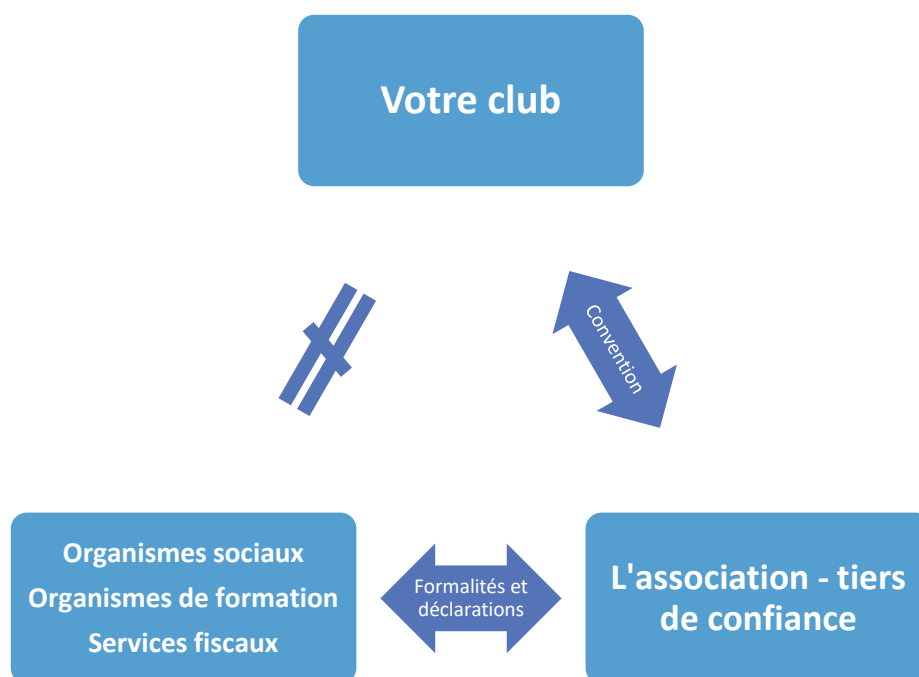 Votre club
Convention
Organismes sociaux
Organismes de formation
Services fiscaux
Formalités et
déclarations
L'association - tiers
de confiance